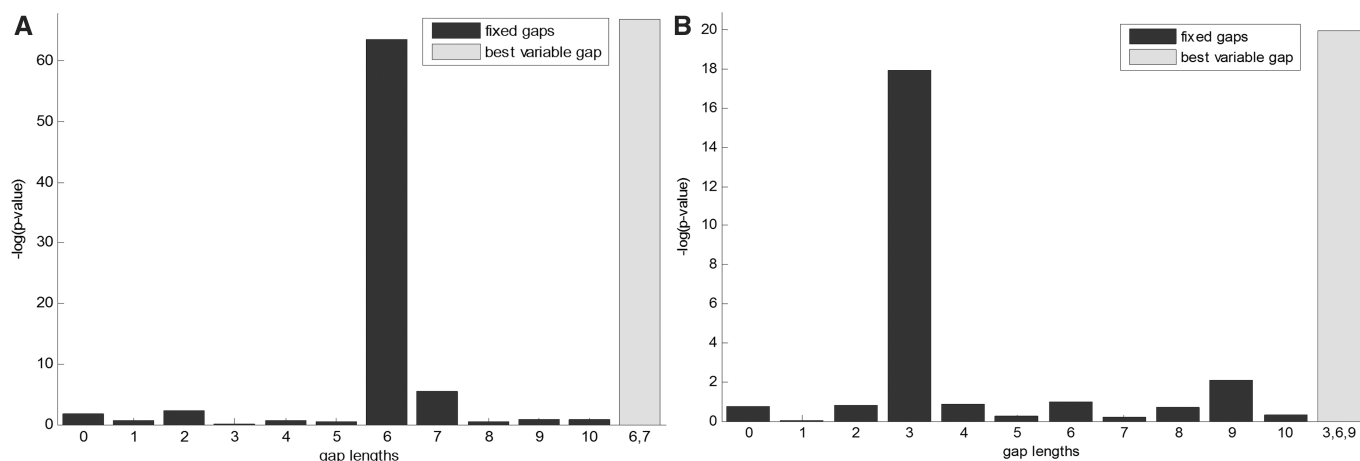 A
fixed gaps
best variable gap
60
50
40
30
20
10
0
-log(p-value)
0 1 2 3 4 5 6 7 8 9 10 6,7
gap lengths
B
fixed gaps
best variable gap
20
18
16
14
12
10
8
6
4
2
0
-log(p-value)
0 1 2 3 4 5 6 7 8 9 10 3,6,9
gap lengths